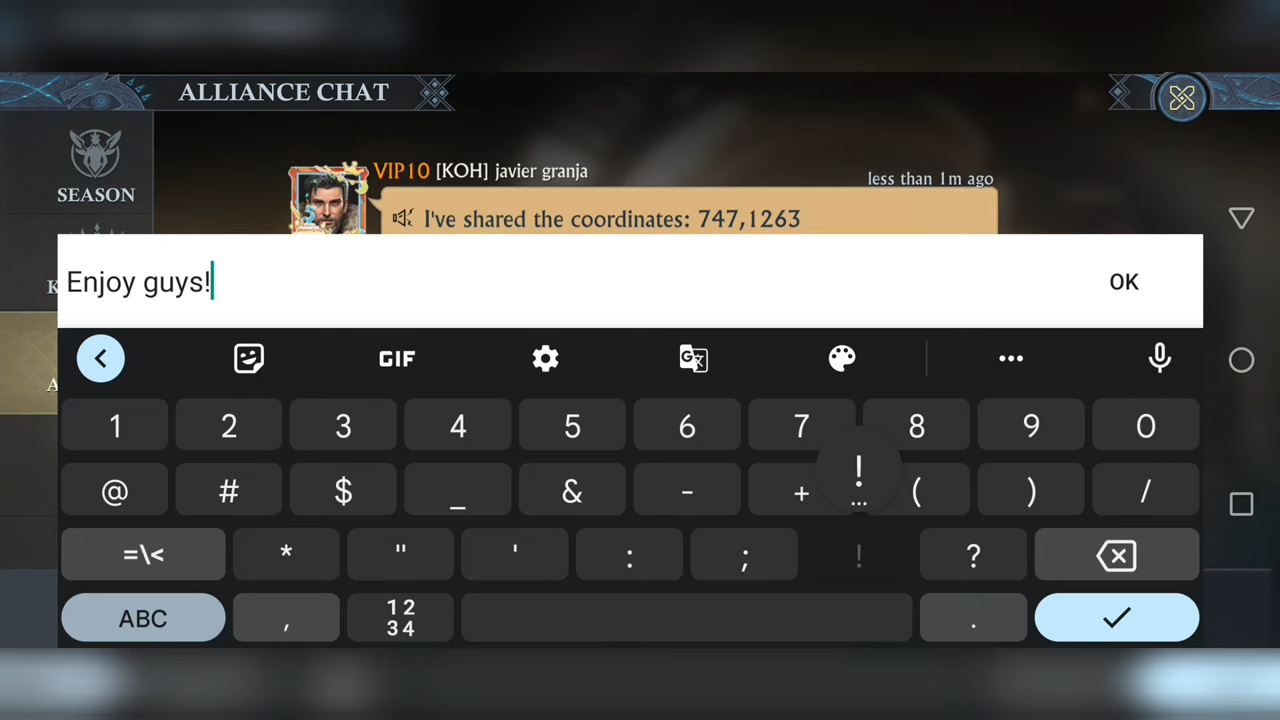 ALLIANCE CHAT
SEASON
VIP10 [KOH] javier granja
less than 1m ago
I've shared the coordinates: 747,1263
K
Enjoy guys!
OK
A
GIF
1 2 3 4 5 6 7 8 9 0
!
...
@ # $ _ & - + ( ) /
=\< * " ' : ; ! ?
ABC , 12 .
34